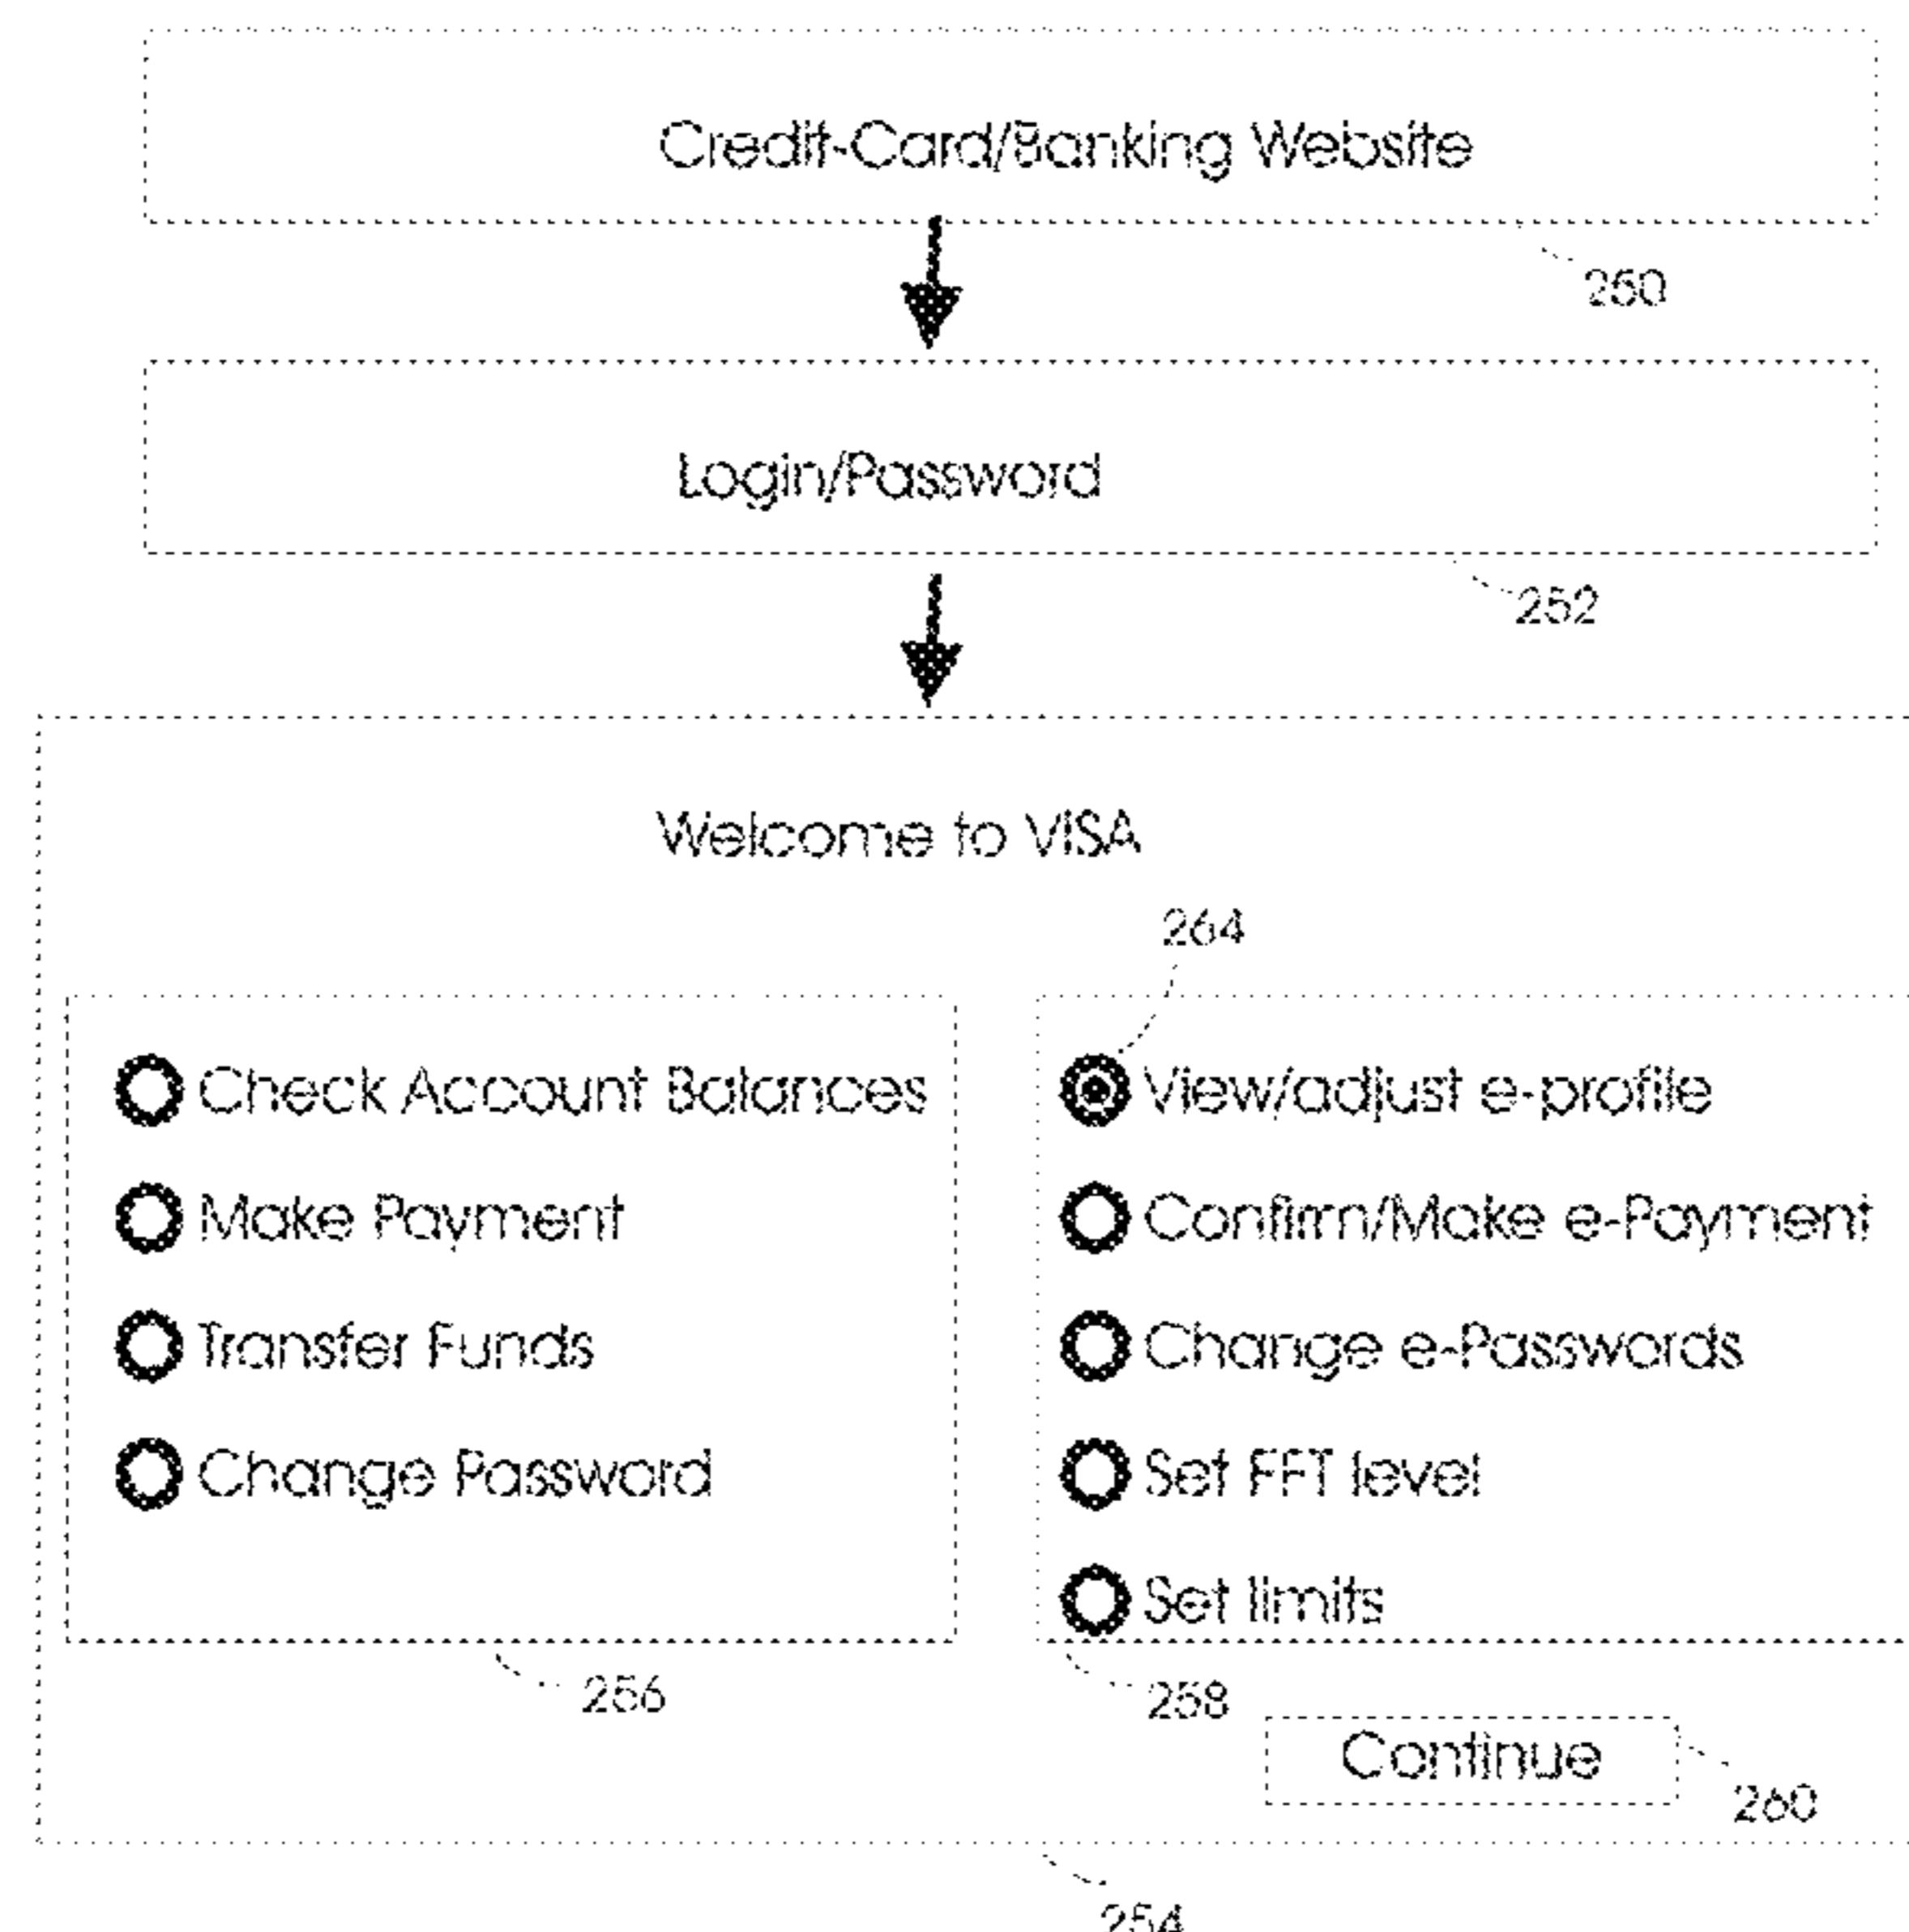 Credit-Card/Banking Website
250
Login/Password
252
Welcome to VISA
264
Check Account Balances
Make Payment
Transfer Funds
Change Password
View/adjust e-profile
Confirm/Make e-Payment
Change e-Passwords
Set FFT level
Set limits
256
258
Continue
260
254